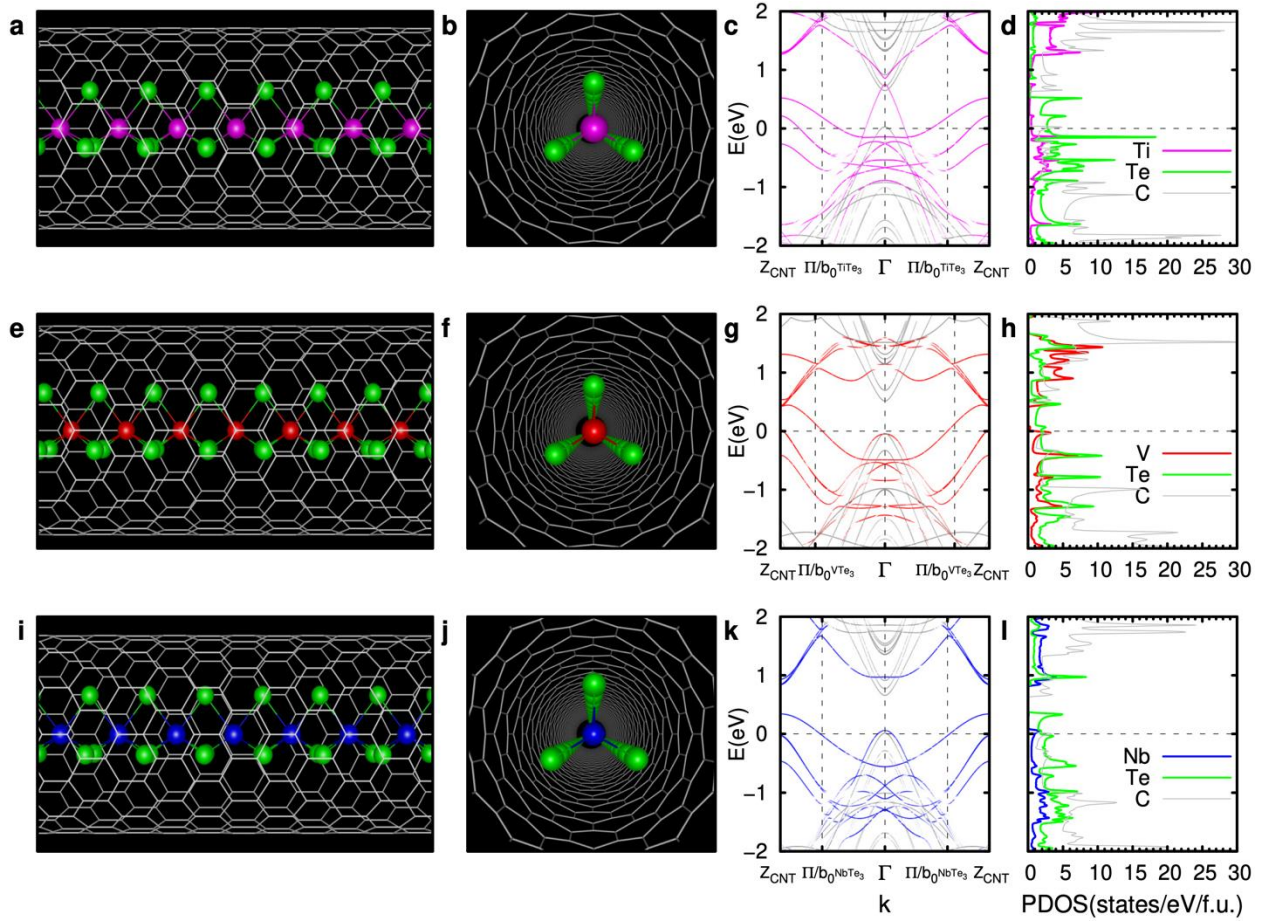 a b c d
2
1
0
−1
−2
E(eV)
Z_CNT Π/b₀^TiTe₃ Γ Π/b₀^TiTe₃ Z_CNT
Ti
Te
C
0 5 10 15 20 25 30
e f g h
2
1
0
−1
−2
E(eV)
Z_CNT Π/b₀^VTe₃ Γ Π/b₀^VTe₃ Z_CNT
V
Te
C
0 5 10 15 20 25 30
i j k l
2
1
0
−1
−2
E(eV)
Z_CNT Π/b₀^NbTe₃ Γ Π/b₀^NbTe₃ Z_CNT
k
Nb
Te
C
0 5 10 15 20 25 30
PDOS(states/eV/f.u.)